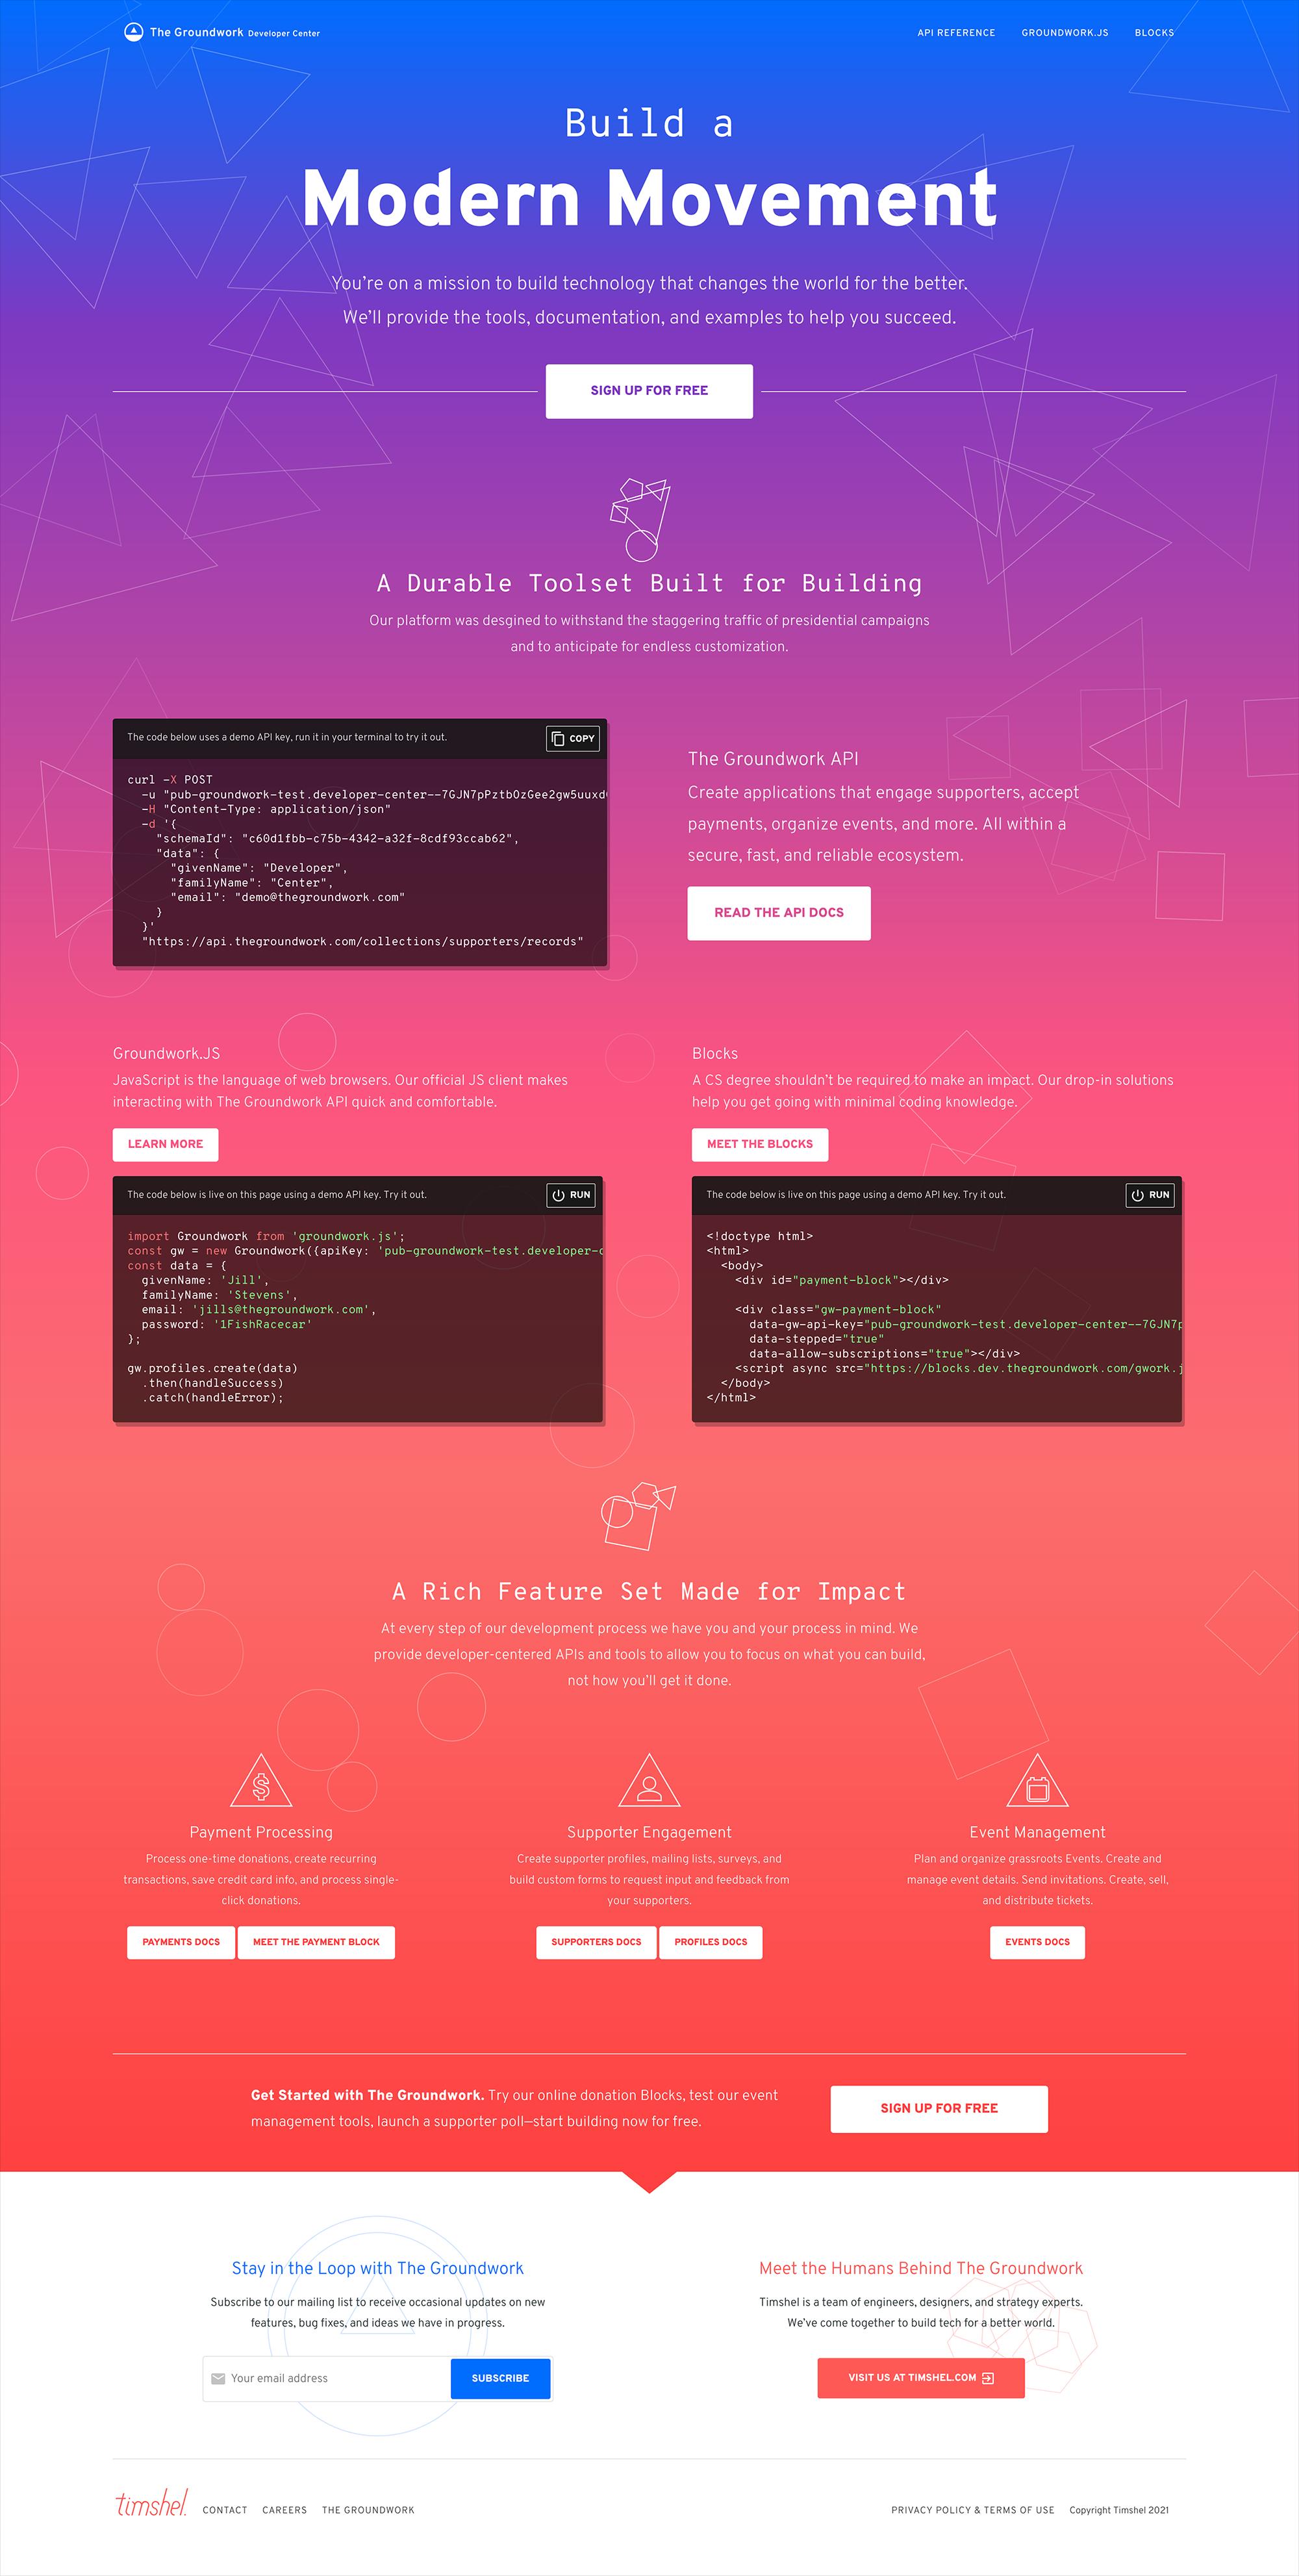 The Groundwork Developer Center
API REFERENCE GROUNDWORK.JS BLOCKS
Build a
Modern Movement
You're on a mission to build technology that changes the world for the better.
We'll provide the tools, documentation, and examples to help you succeed.
SIGN UP FOR FREE
A Durable Toolset Built for Building
Our platform was desgined to withstand the staggering traffic of presidential campaigns
and to anticipate for endless customization.
The code below uses a demo API key, run it in your terminal to try it out.
COPY
curl -X POST
-u "pub-groundwork-test.developer-center--7GJN7pPztbOzGee2gw5uuxd
-H "Content-Type: application/json"
-d '{
"schemaId": "c60d1fbb-c75b-4342-a32f-8cdf93ccab62",
"data": {
"givenName": "Developer",
"familyName": "Center",
"email": "demo@thegroundwork.com"
}
}'
"https://api.thegroundwork.com/collections/supporters/records"
The Groundwork API
Create applications that engage supporters, accept
payments, organize events, and more. All within a
secure, fast, and reliable ecosystem.
READ THE API DOCS
Groundwork.JS
JavaScript is the language of web browsers. Our official JS client makes
interacting with The Groundwork API quick and comfortable.
LEARN MORE
The code below is live on this page using a demo API key. Try it out.
RUN
import Groundwork from 'groundwork.js';
const gw = new Groundwork({apiKey: 'pub-groundwork-test.developer-c
const data = {
givenName: 'Jill',
familyName: 'Stevens',
email: 'jills@thegroundwork.com',
password: '1FishRacecar'
};
gw.profiles.create(data)
.then(handleSuccess)
.catch(handleError);
Blocks
A CS degree shouldn't be required to make an impact. Our drop-in solutions
help you get going with minimal coding knowledge.
MEET THE BLOCKS
The code below is live on this page using a demo API key. Try it out.
RUN
<!doctype html>
<html>
<body>
<div id="payment-block"></div>
<div class="gw-payment-block"
data-gw-api-key="pub-groundwork-test.developer-center--7GJN7p
data-stepped="true"
data-allow-subscriptions="true"></div>
<script async src="https://blocks.dev.thegroundwork.com/gwork.j
</body>
</html>
A Rich Feature Set Made for Impact
At every step of our development process we have you and your process in mind. We
provide developer-centered APIs and tools to allow you to focus on what you can build,
not how you'll get it done.
Payment Processing
Process one-time donations, create recurring
transactions, save credit card info, and process single-
click donations.
PAYMENTS DOCS MEET THE PAYMENT BLOCK
Supporter Engagement
Create supporter profiles, mailing lists, surveys, and
build custom forms to request input and feedback from
your supporters.
SUPPORTERS DOCS PROFILES DOCS
Event Management
Plan and organize grassroots Events. Create and
manage event details. Send invitations. Create, sell,
and distribute tickets.
EVENTS DOCS
Get Started with The Groundwork. Try our online donation Blocks, test our event
management tools, launch a supporter poll—start building now for free.
SIGN UP FOR FREE
Stay in the Loop with The Groundwork
Subscribe to our mailing list to receive occasional updates on new
features, bug fixes, and ideas we have in progress.
Your email address
SUBSCRIBE
Meet the Humans Behind The Groundwork
Timshel is a team of engineers, designers, and strategy experts.
We've come together to build tech for a better world.
VISIT US AT TIMSHEL.COM
timshel.
CONTACT CAREERS THE GROUNDWORK
PRIVACY POLICY & TERMS OF USE Copyright Timshel 2021